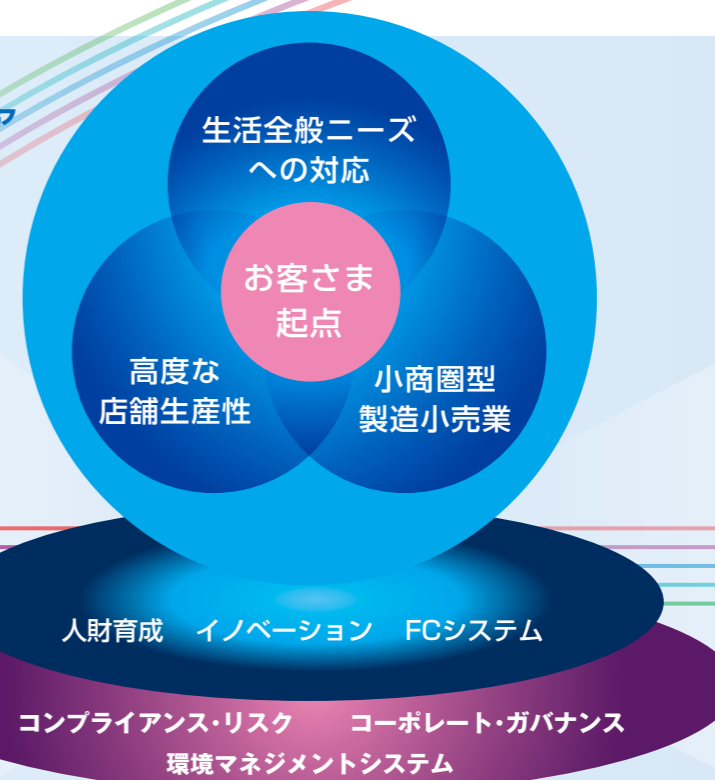 ア
生活全般ニーズ
への対応
お客さま
起点
高度な
店舗生産性
小商圏型
製造小売業
人財育成 イノベーション FCシステム
コンプライアンス・リスク コーポレート・ガバナンス
環境マネジメントシステム